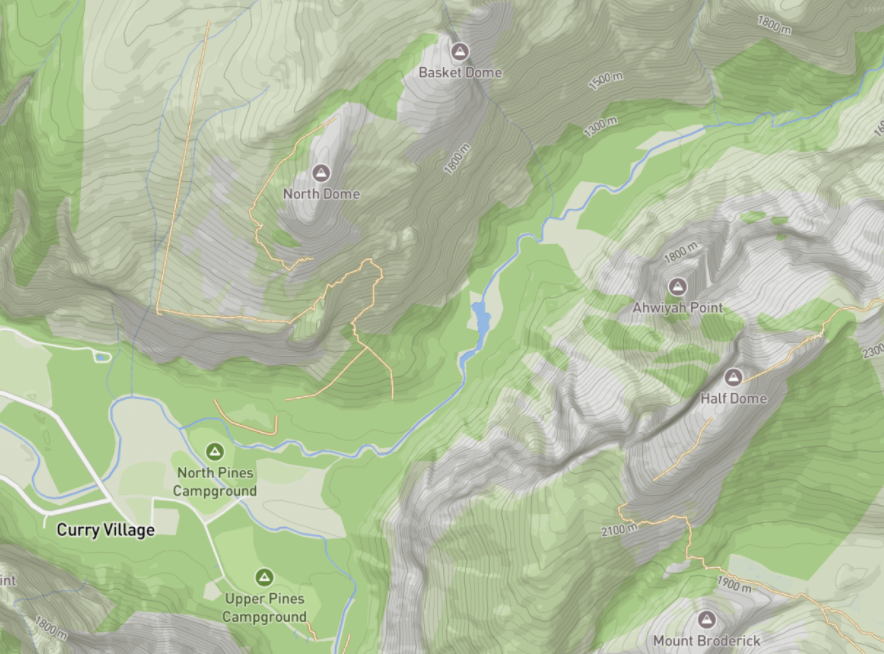 1800 m
Basket Dome
1500 m
1300 m
1800 m
North Dome
1800 m
Ahwiyah Point
2300
Half Dome
North Pines
Campground
Curry Village
2100 m
int
Upper Pines
Campground
1900 m
1800 m
Mount Broderick